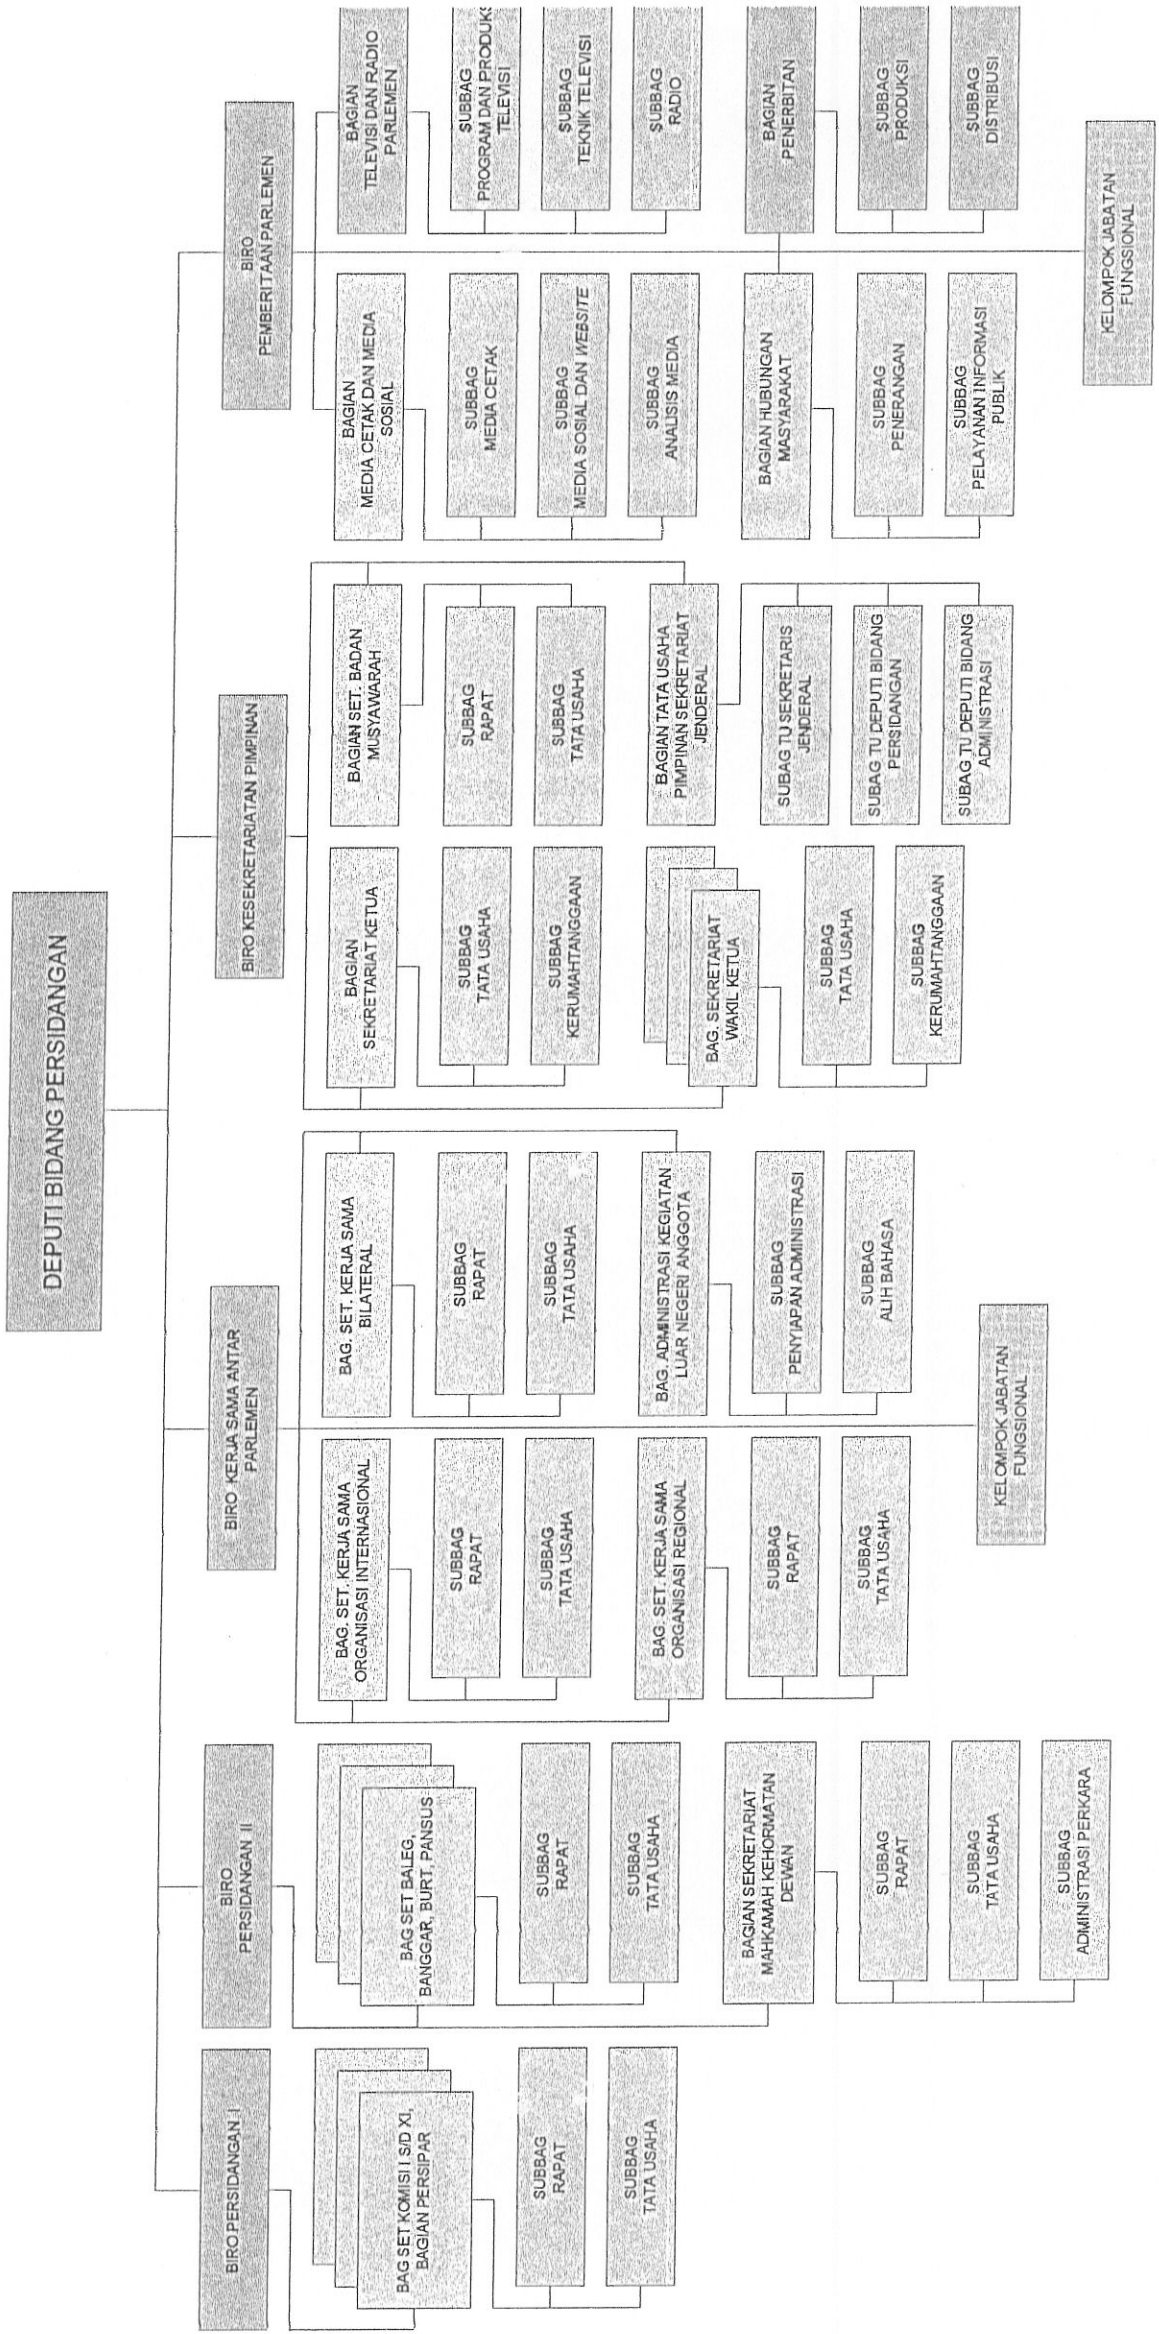 DEPUTI BIDANG PERSIDANGAN
BIRO PERSIDANGAN I
BAG SET KOMISI I S/D XI,
BAGIAN PERSIPAR
SUBBAG
RAPAT
SUBBAG
TATA USAHA
BIRO
PERSIDANGAN II
BAG SET BALEG,
BANGGAR, BURT, PANSUS
SUBBAG
RAPAT
SUBBAG
TATA USAHA
BAGIAN SEKRETARIAT
MAHKAMAH KEHORMATAN
DEWAN
SUBBAG
RAPAT
SUBBAG
TATA USAHA
SUBBAG
ADMINISTRASI PERKARA
BIRO KERJA SAMA ANTAR
PARLEMEN
BAG. SET. KERJA SAMA
ORGANISASI INTERNASIONAL
SUBBAG
RAPAT
SUBBAG
TATA USAHA
BAG. SET. KERJA SAMA
ORGANISASI REGIONAL
SUBBAG
RAPAT
SUBBAG
TATA USAHA
BAG. SET. KERJA SAMA
BILATERAL
SUBBAG
RAPAT
SUBBAG
TATA USAHA
BAG. ADMINISTRASI KEGIATAN
LUAR NEGERI ANGGOTA
SUBBAG
PENYIAPAN ADMINISTRASI
SUBBAG
ALIH BAHASA
KELOMPOK JABATAN
FUNGSIONAL
BIRO KESEKRETARIATAN PIMPINAN
BAGIAN
SEKRETARIAT KETUA
SUBBAG
TATA USAHA
SUBBAG
KERUMAHTANGGAAN
BAG. SEKRETARIAT
WAKIL KETUA
SUBBAG
TATA USAHA
SUBBAG
KERUMAHTANGGAAN
BAGIAN SET. BADAN
MUSYAWARAH
SUBBAG
RAPAT
SUBBAG
TATA USAHA
BAGIAN TATA USAHA
PIMPINAN SEKRETARIAT
JENDERAL
SUBAG TU SEKRETARIS
JENDERAL
SUBAG TU DEPUTI BIDANG
PERSIDANGAN
SUBAG TU DEPUTI BIDANG
ADMINISTRASI
BIRO
PEMBERITAAN PARLEMEN
BAGIAN
MEDIA CETAK DAN MEDIA
SOSIAL
SUBBAG
MEDIA CETAK
SUBBAG
MEDIA SOSIAL DAN WEBSITE
SUBBAG
ANALISIS MEDIA
BAGIAN HUBUNGAN
MASYARAKAT
SUBBAG
PENERANGAN
SUBBAG
PELAYANAN INFORMASI
PUBLIK
BAGIAN
TELEVISI DAN RADIO
PARLEMEN
SUBBAG
PROGRAM DAN PRODUKS
TELEVISI
SUBBAG
TEKNIK TELEVISI
SUBBAG
RADIO
BAGIAN
PENERBITAN
SUBBAG
PRODUKSI
SUBBAG
DISTRIBUSI
KELOMPOK JABATAN
FUNGSIONAL